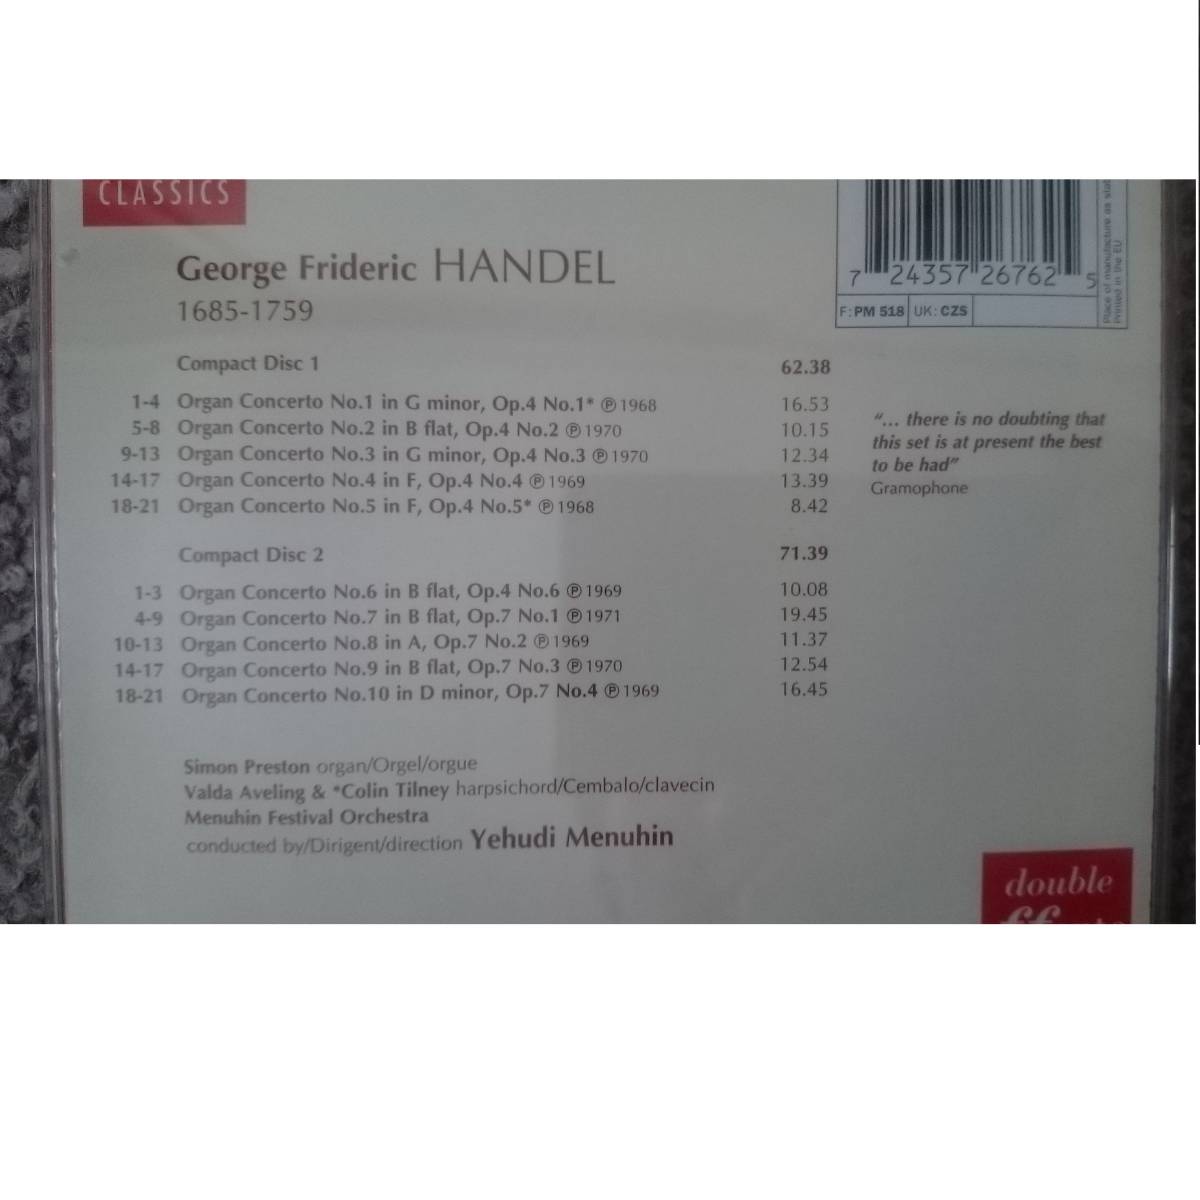 CLASSICS
George Frideric HANDEL
1685-1759
7 24357 26762 5
F: PM 518 UK: CZS
Place of manufacture as
Printed in the EU
Compact Disc 1 62.38
1-4 Organ Concerto No.1 in G minor, Op.4 No.1* ℗ 1968 16.53
5-8 Organ Concerto No.2 in B flat, Op.4 No.2 ℗ 1970 10.15
9-13 Organ Concerto No.3 in G minor, Op.4 No.3 ℗ 1970 12.34
14-17 Organ Concerto No.4 in F, Op.4 No.4 ℗ 1969 13.39
18-21 Organ Concerto No.5 in F, Op.4 No.5* ℗ 1968 8.42
"... there is no doubting that
this set is at present the best
to be had"
Gramophone
Compact Disc 2 71.39
1-3 Organ Concerto No.6 in B flat, Op.4 No.6 ℗ 1969 10.08
4-9 Organ Concerto No.7 in B flat, Op.7 No.1 ℗ 1971 19.45
10-13 Organ Concerto No.8 in A, Op.7 No.2 ℗ 1969 11.37
14-17 Organ Concerto No.9 in B flat, Op.7 No.3 ℗ 1970 12.54
18-21 Organ Concerto No.10 in D minor, Op.7 No.4 ℗ 1969 16.45
Simon Preston organ/Orgel/orgue
Valda Aveling & *Colin Tilney harpsichord/Cembalo/clavecin
Menuhin Festival Orchestra
conducted by/Dirigent/direction Yehudi Menuhin
double